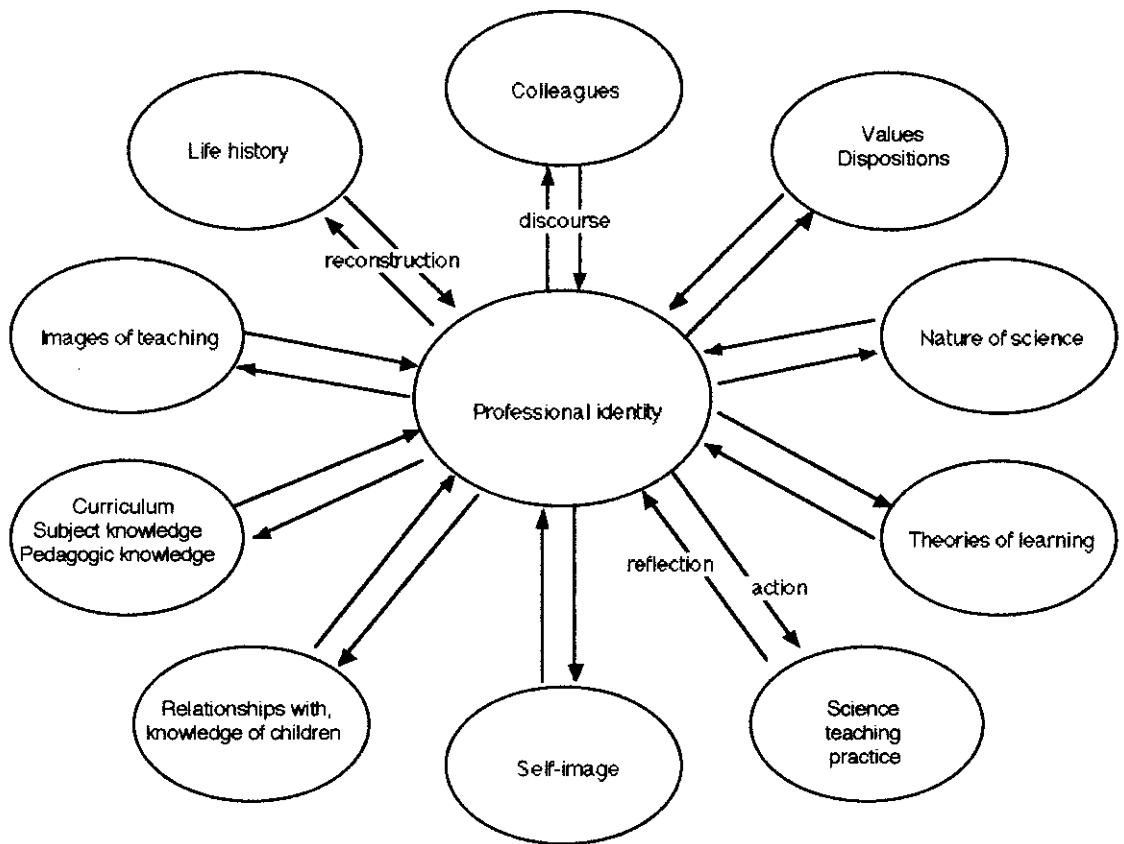 Colleagues
Life history
Values
Dispositions
discourse
reconstruction
Images of teaching
Nature of science
Professional identity
Curriculum
Subject knowledge
Pedagogic knowledge
Theories of learning
reflection
action
Relationships with,
knowledge of children
Self-image
Science
teaching
practice